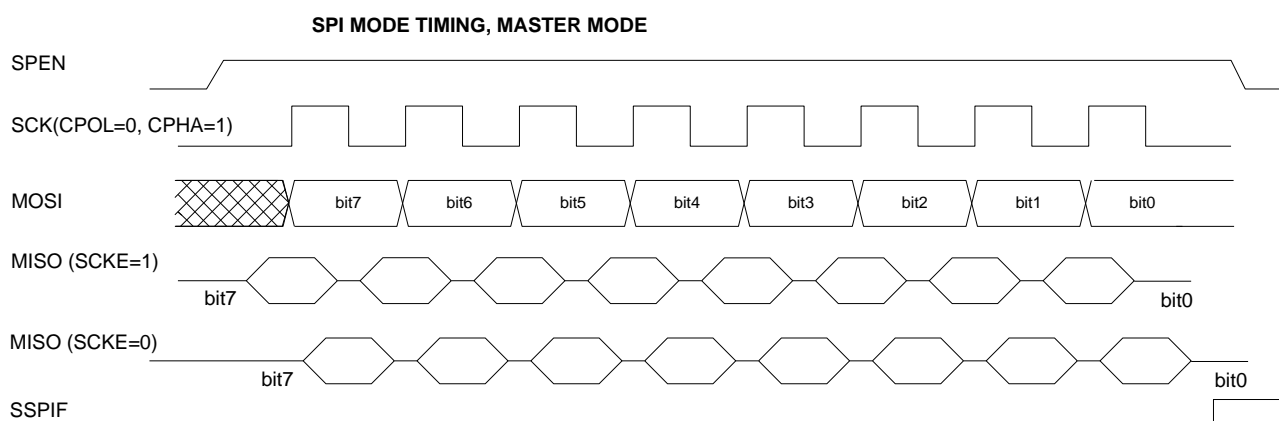 SPI MODE TIMING, MASTER MODE
SPEN
SCK(CPOL=0, CPHA=1)
MOSI
bit7 bit6 bit5 bit4 bit3 bit2 bit1 bit0
MISO (SCKE=1)
bit7 bit0
MISO (SCKE=0)
bit7 bit0
SSPIF